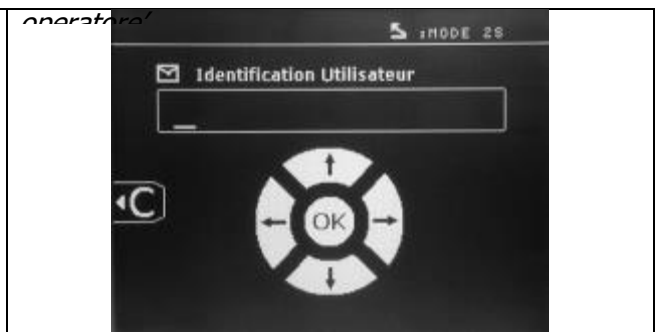 operatore'
:MODE 2S
Identification Utilisateur
C
OK